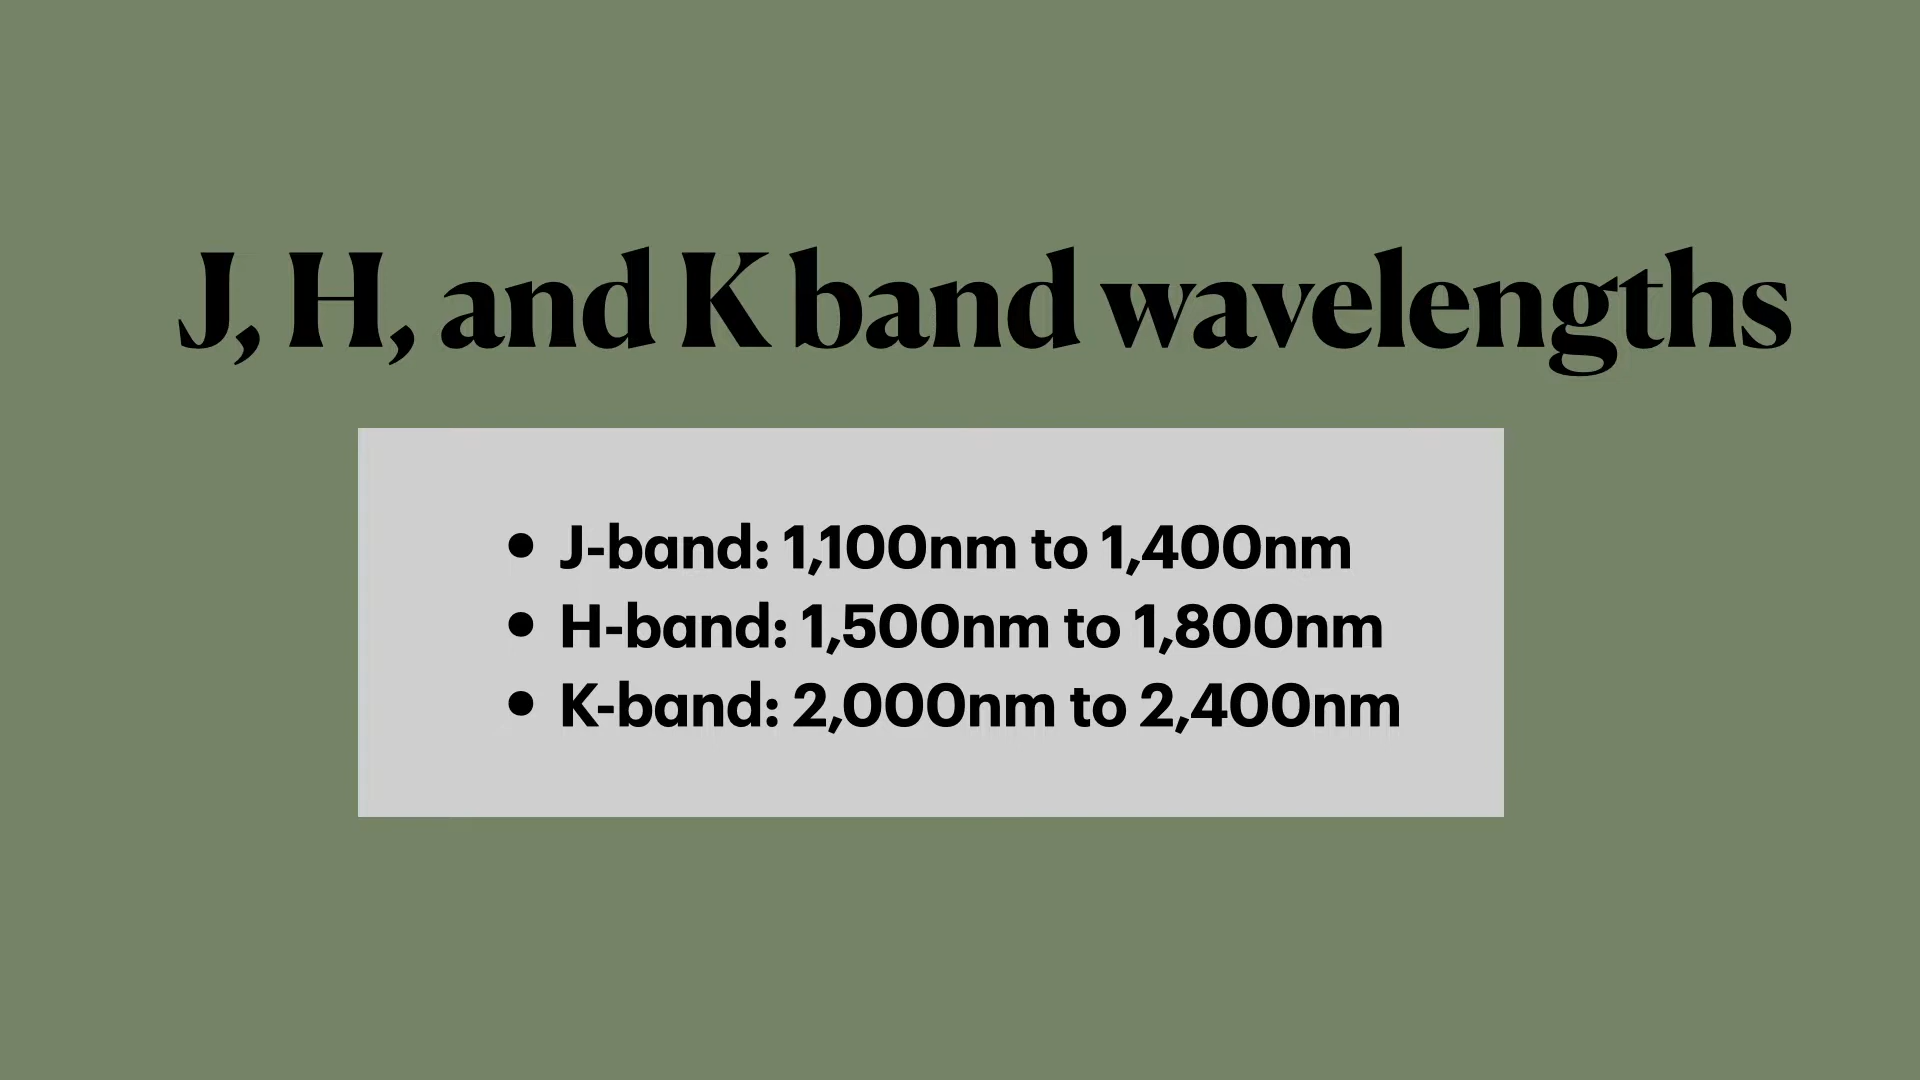 J, H, and K band wavelengths
• J-band: 1,100nm to 1,400nm
• H-band: 1,500nm to 1,800nm
• K-band: 2,000nm to 2,400nm